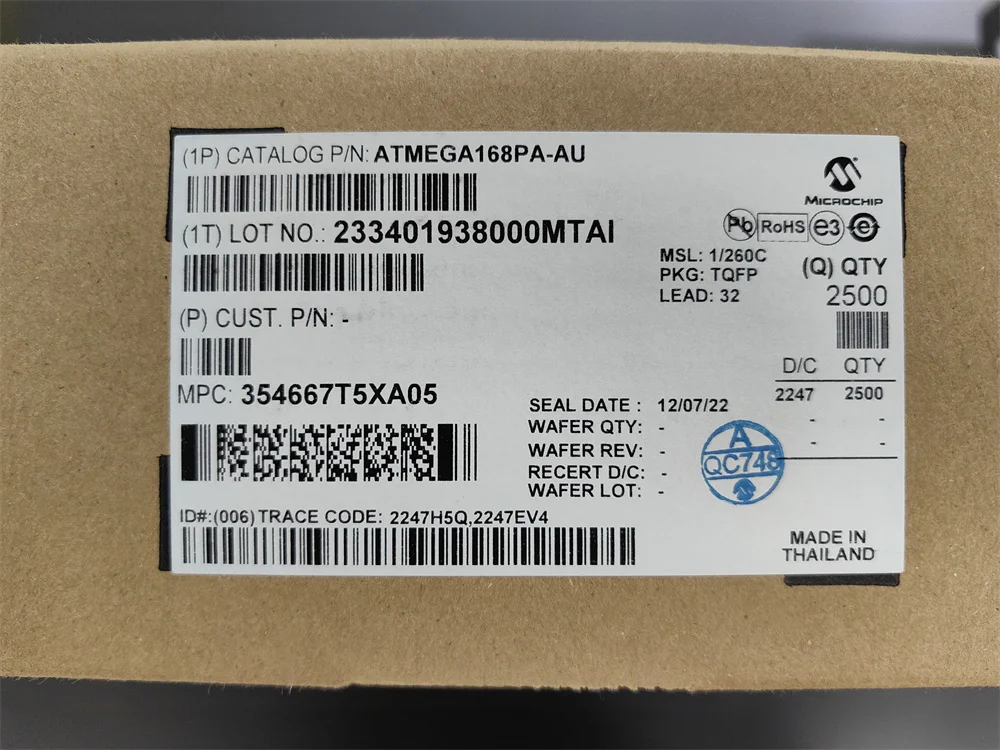 (1P) CATALOG P/N: ATMEGA168PA-AU
MICROCHIP
(1T) LOT NO.: 233401938000MTAI
Pb RoHS e3 e
MSL: 1/260C
PKG: TQFP
LEAD: 32
(Q) QTY
2500
(P) CUST. P/N: -
D/C QTY
2247 2500
- -
- -
MPC: 354667T5XA05
SEAL DATE : 12/07/22
WAFER QTY: -
WAFER REV: -
RECERT D/C: -
WAFER LOT: -
A
QC748
ID#:(006) TRACE CODE: 2247H5Q,2247EV4
MADE IN
THAILAND